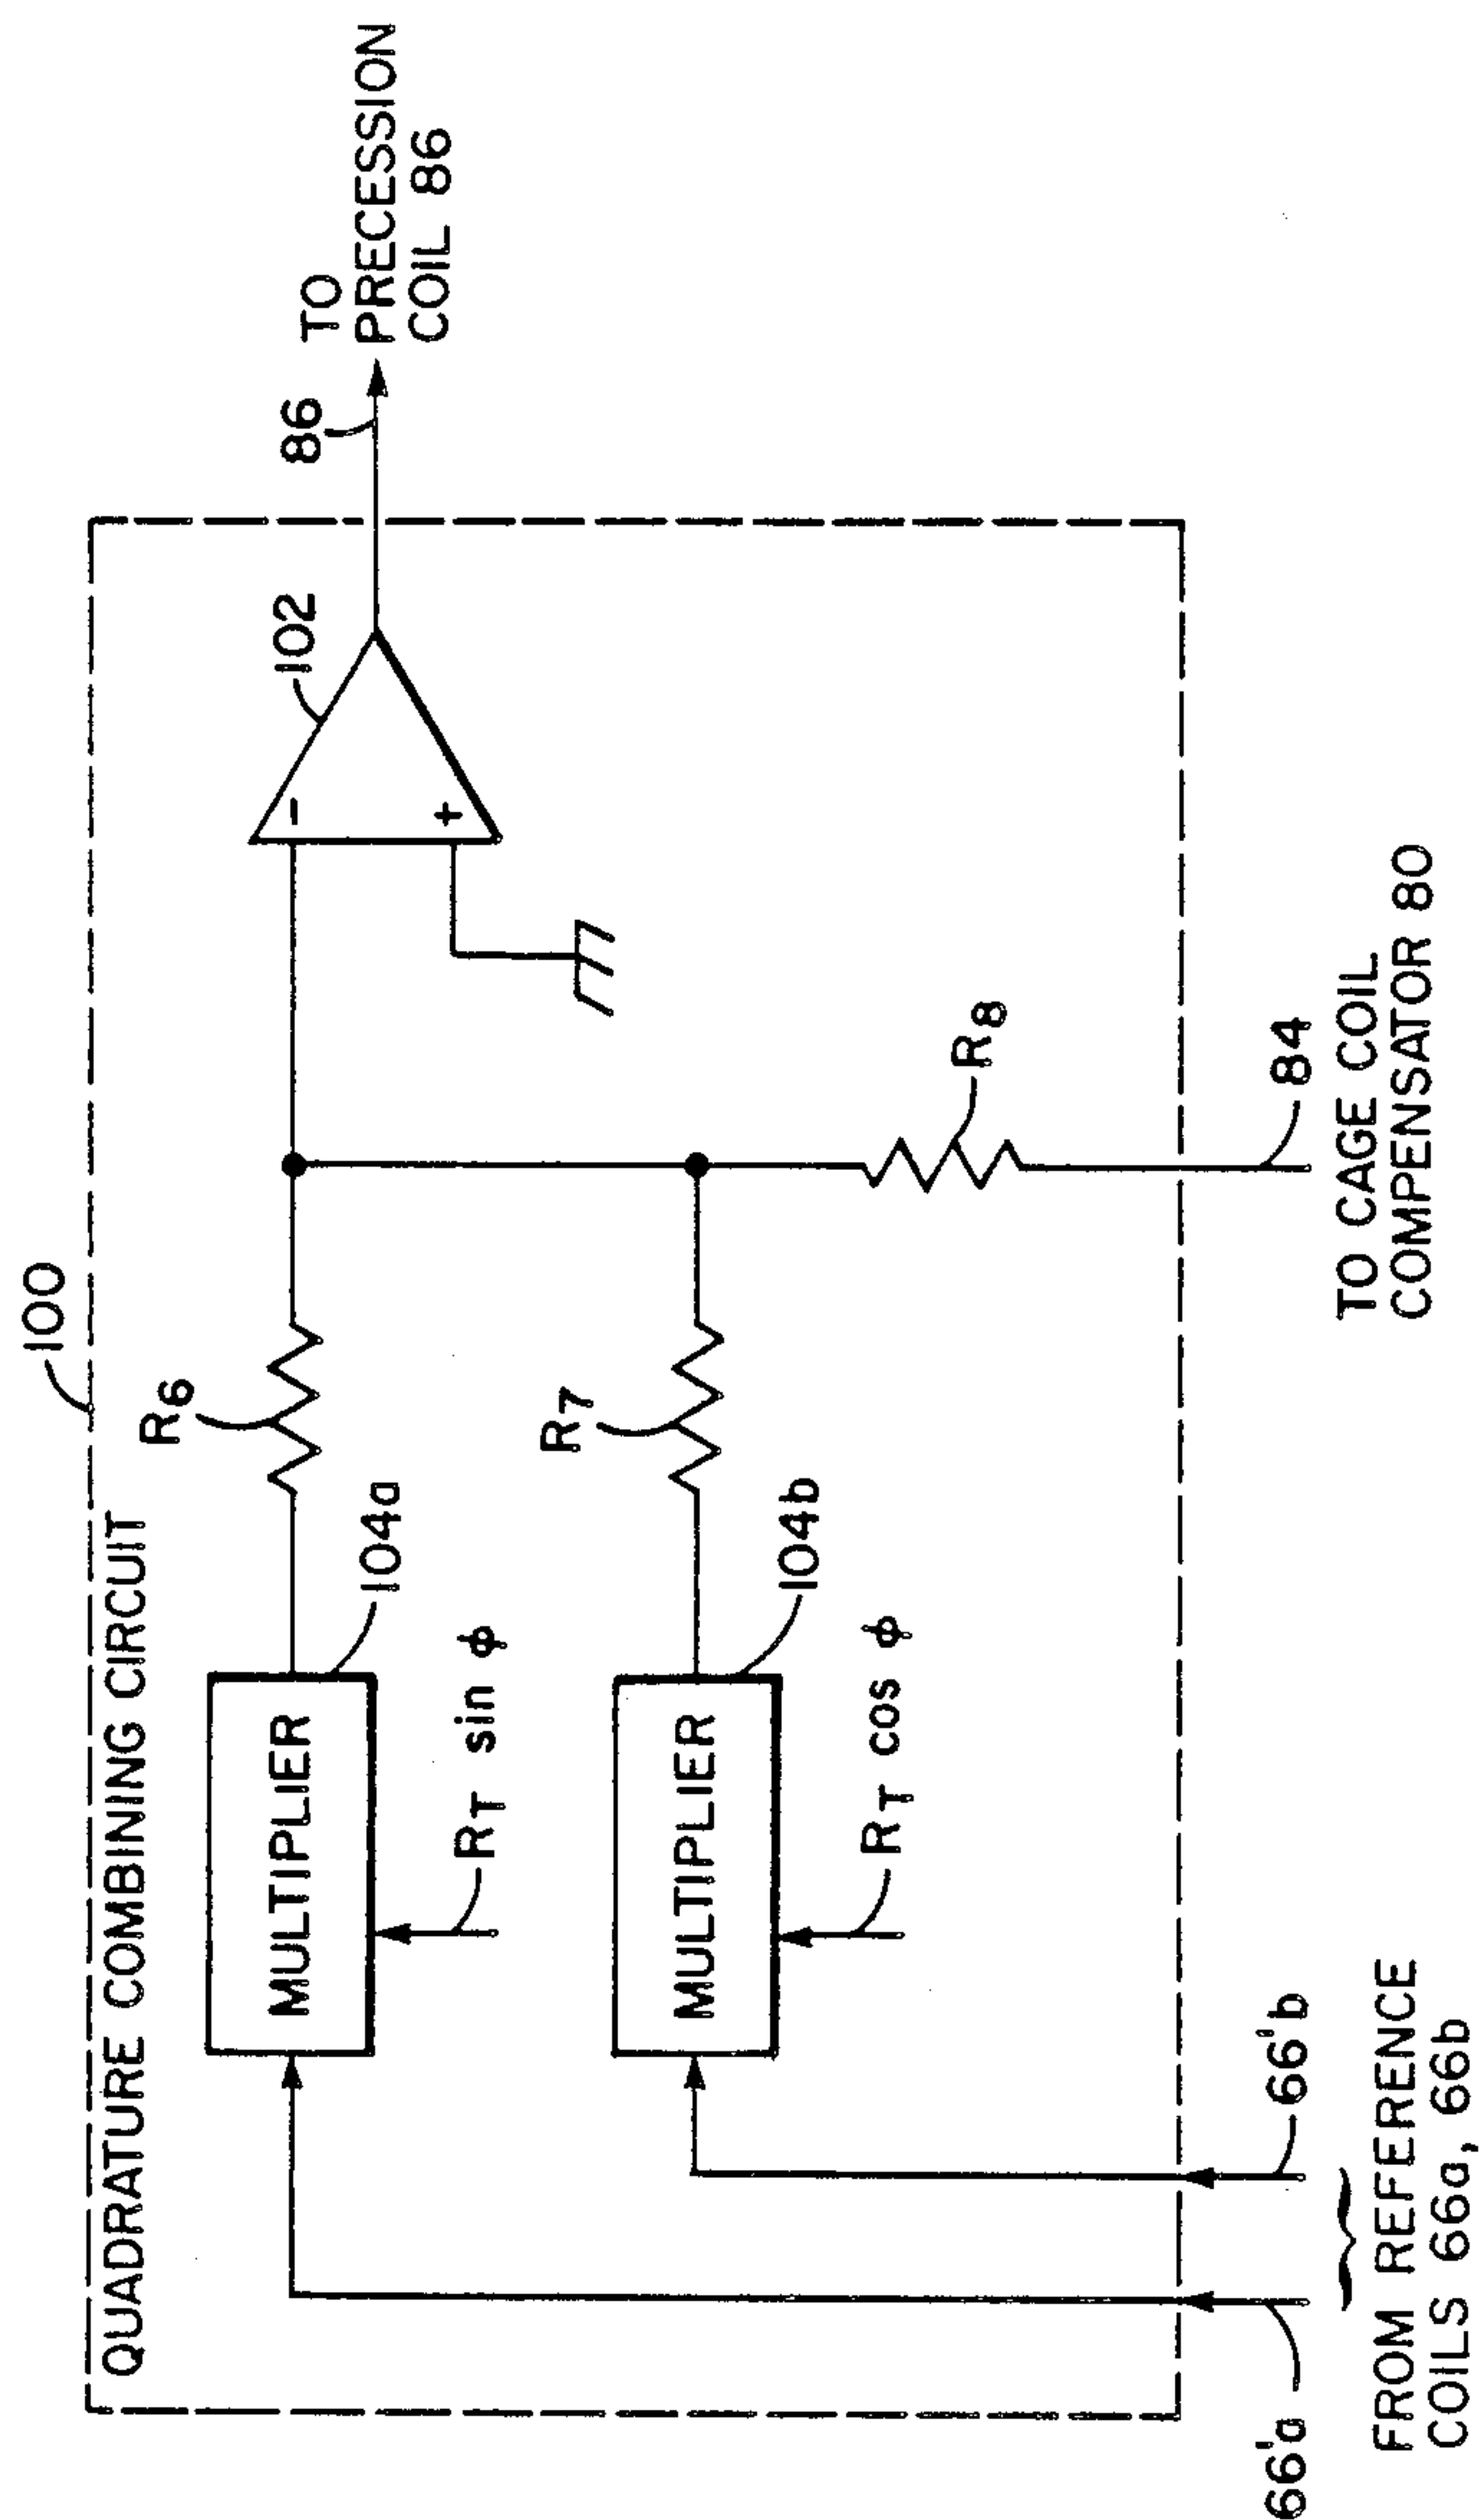 100
QUADRATURE COMBINING CIRCUIT
R6
102
86
TO
PRECESSION
COIL 86
MULTIPLIER
104a
-
+
RT sin ϕ
R7
MULTIPLIER
104b
RT cos ϕ
R8
66'a
66'b
84
FROM REFERENCE
COILS 66a, 66b
TO CAGE COIL
COMPENSATOR 80